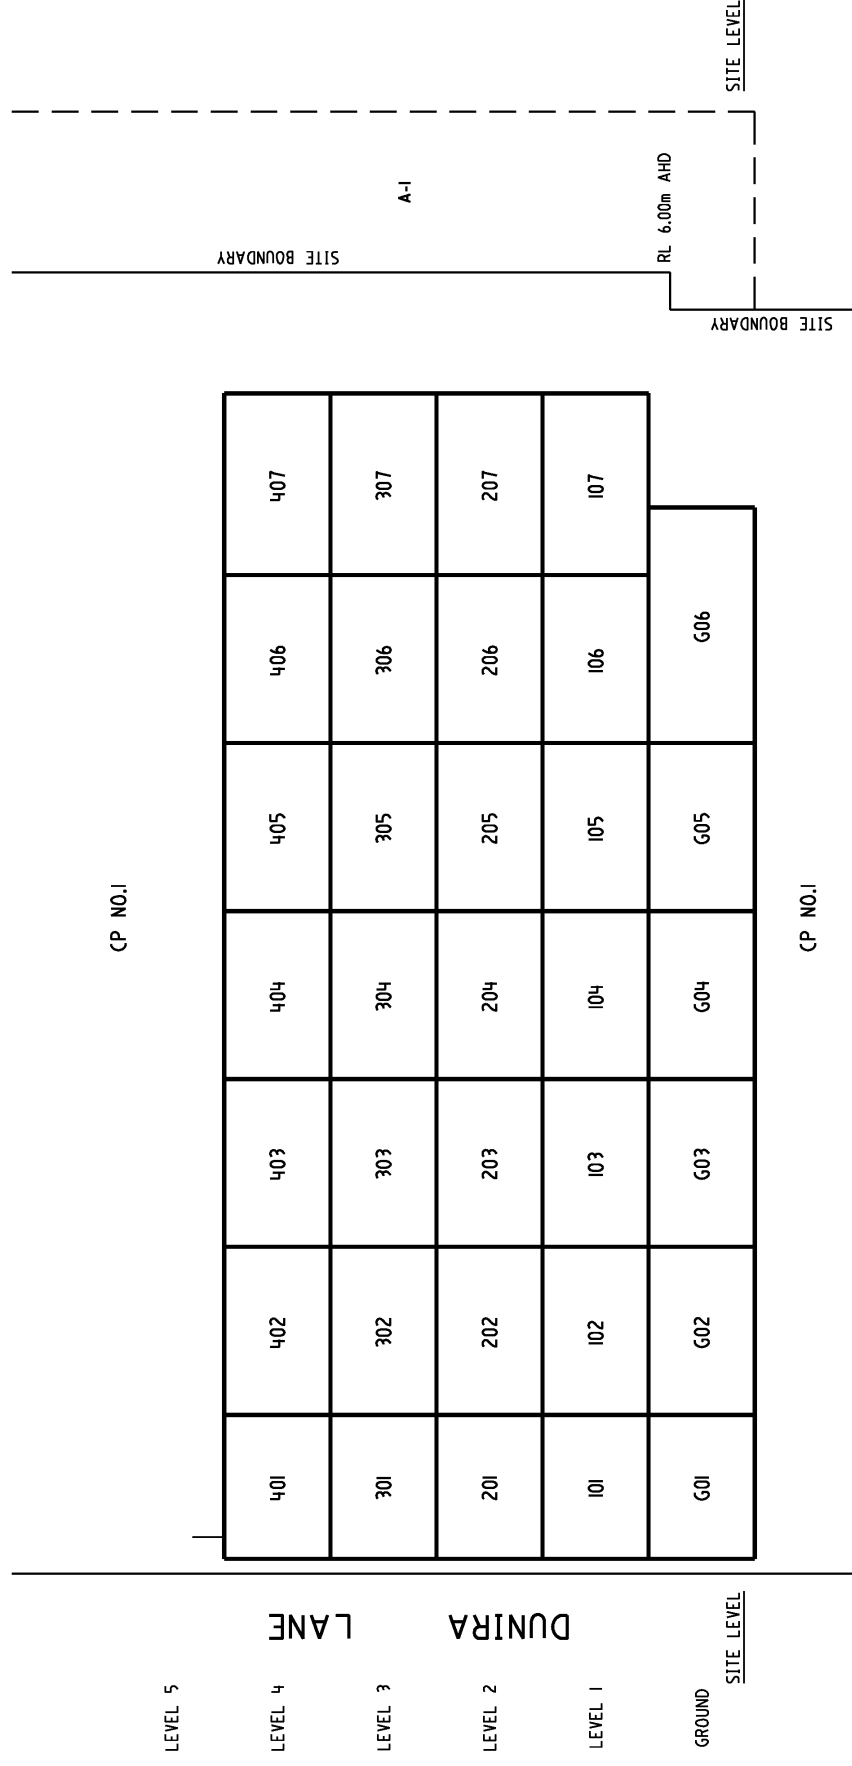 CP NO.1
LEVEL 5
LEVEL 4
401 402 403 404 405 406 407
SITE BOUNDARY
LEVEL 3
301 302 303 304 305 306 307
A-1
DUNIRA LANE
LEVEL 2
201 202 203 204 205 206 207
LEVEL 1
101 102 103 104 105 106 107
RL 6.00m AHD
GROUND
G01 G02 G03 G04 G05 G06
SITE LEVEL
SITE LEVEL
SITE BOUNDARY
CP NO.1